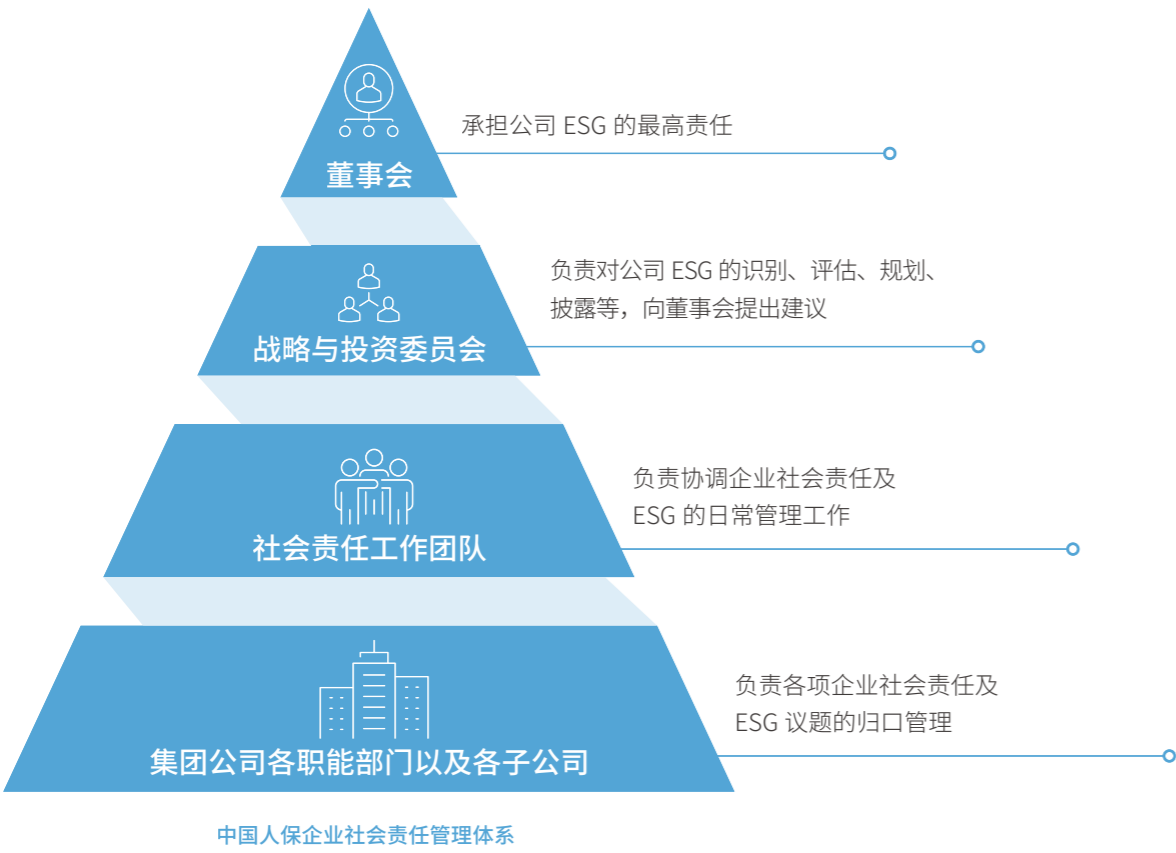 承担公司 ESG 的最高责任
董事会
负责对公司 ESG 的识别、评估、规划、
披露等，向董事会提出建议
战略与投资委员会
负责协调企业社会责任及
ESG 的日常管理工作
社会责任工作团队
负责各项企业社会责任及
ESG 议题的归口管理
集团公司各职能部门以及各子公司
中国人保企业社会责任管理体系